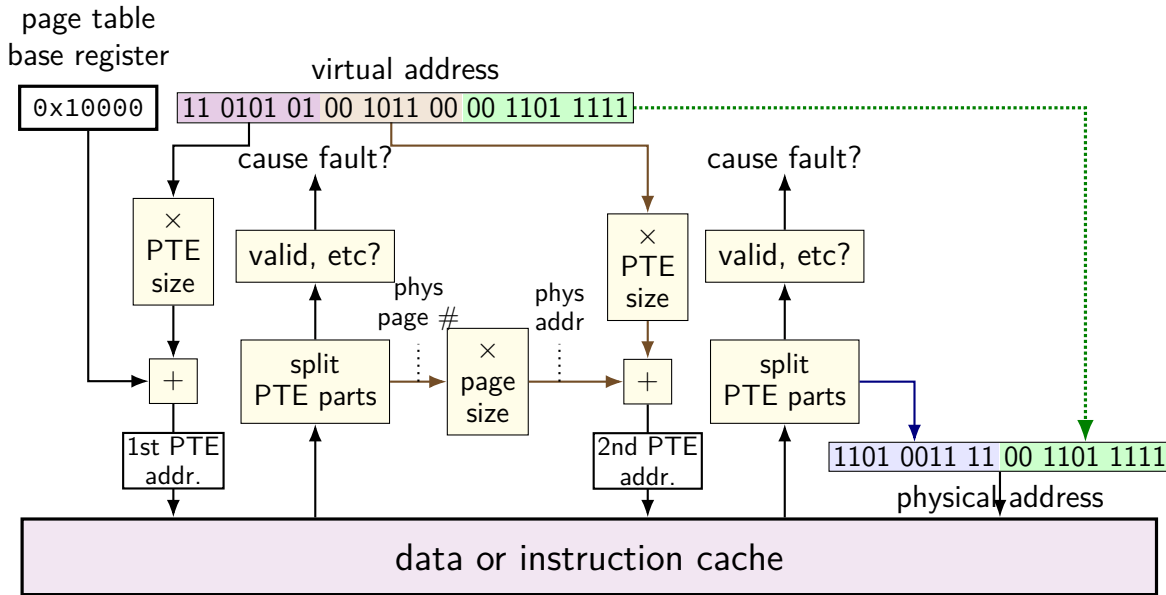 page table
base register
0x10000
virtual address
11 0101 01 00 1011 00 00 1101 1111
cause fault?
cause fault?
×
PTE
size
valid, etc?
×
PTE
size
valid, etc?
phys
page #
phys
addr
+
split
PTE parts
×
page
size
+
split
PTE parts
1st PTE
addr.
2nd PTE
addr.
1101 0011 11 00 1101 1111
physical address
data or instruction cache